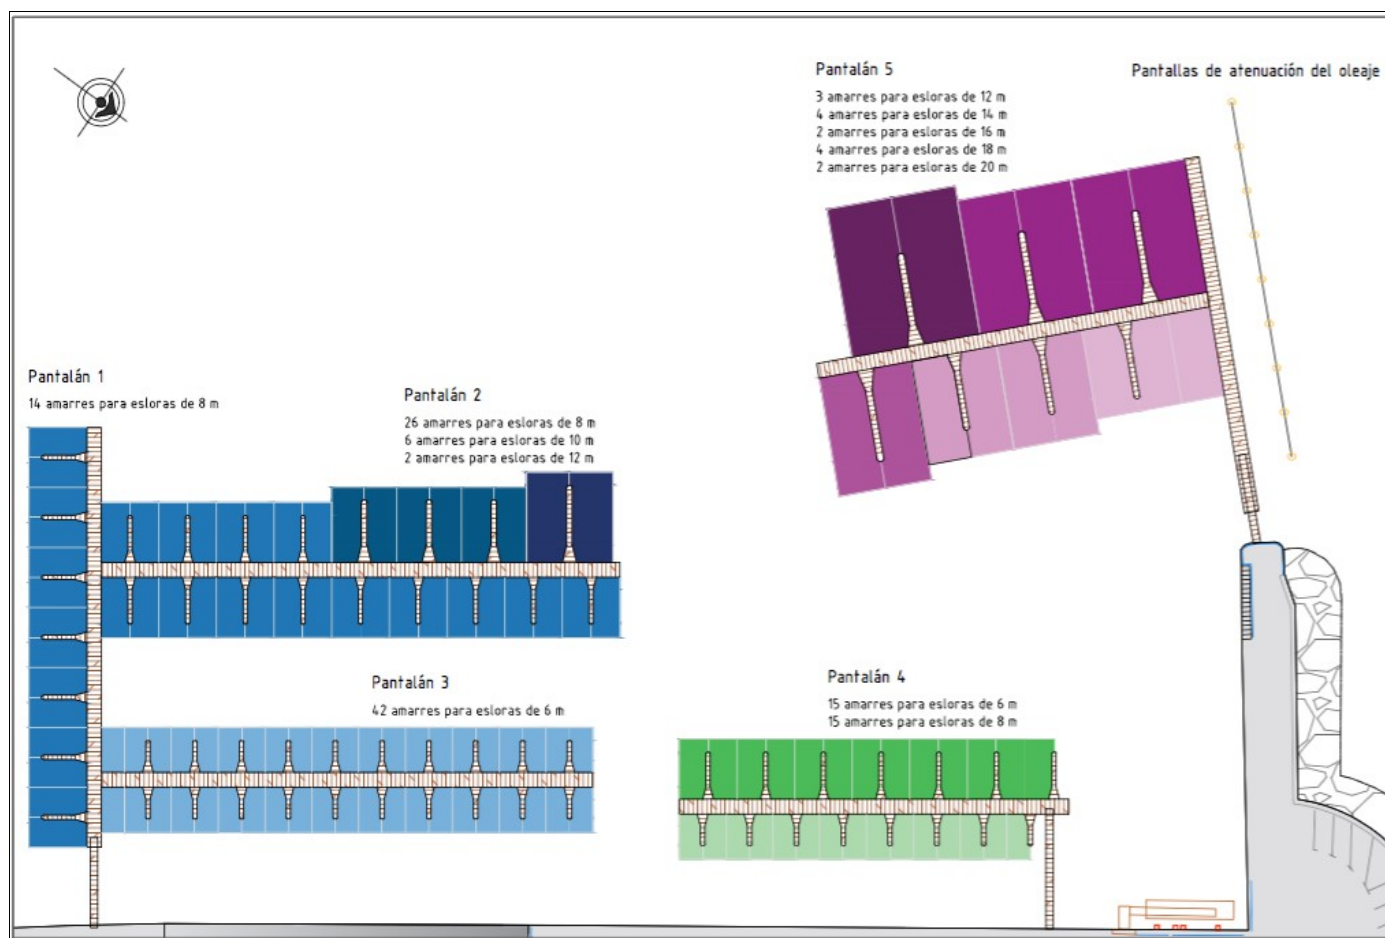 Pantalán 5
3 amarres para esloras de 12 m
4 amarres para esloras de 14 m
2 amarres para esloras de 16 m
4 amarres para esloras de 18 m
2 amarres para esloras de 20 m
Pantallas de atenuación del oleaje
Pantalán 1
14 amarres para esloras de 8 m
Pantalán 2
26 amarres para esloras de 8 m
6 amarres para esloras de 10 m
2 amarres para esloras de 12 m
Pantalán 3
42 amarres para esloras de 6 m
Pantalán 4
15 amarres para esloras de 6 m
15 amarres para esloras de 8 m